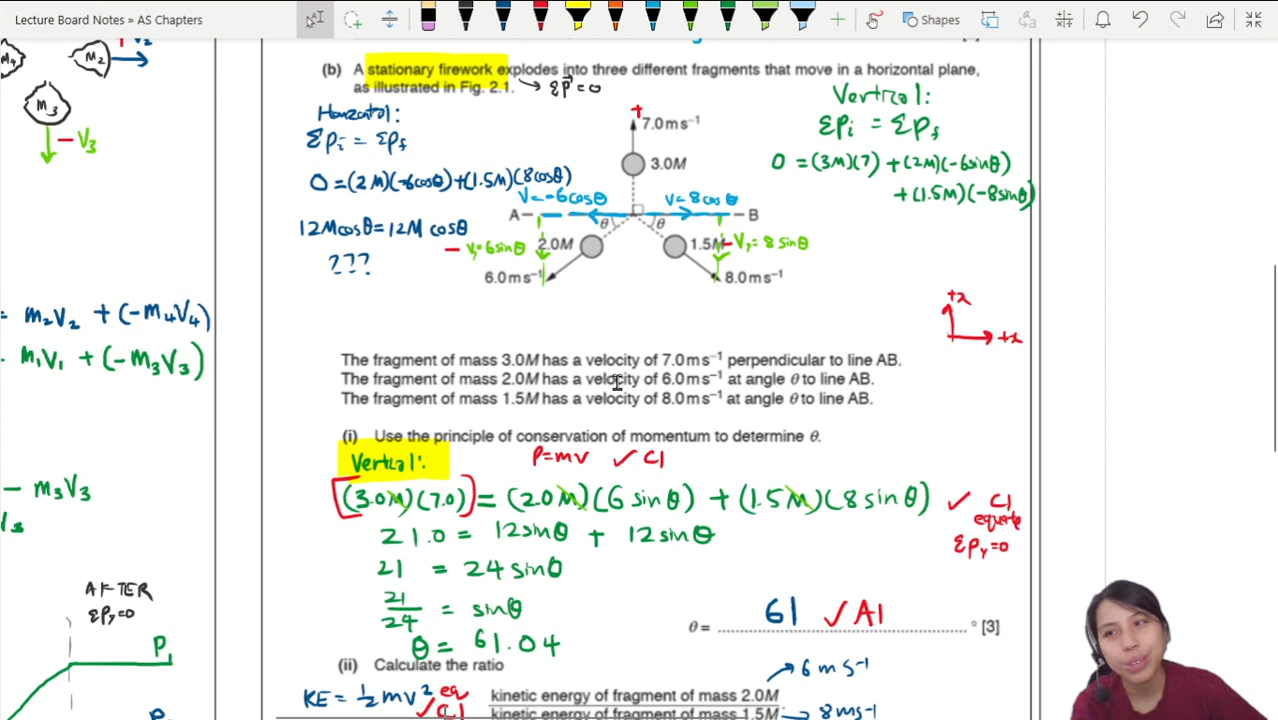 Lecture Board Notes » AS Chapters
Shapes
M2
V2
M3
– V3
= M2V2 + (-M4V4)
M1V1 + (-M3V3)
– M3V3
AFTER
ΣPy=0
P1
(b) A stationary firework explodes into three different fragments that move in a horizontal plane,
as illustrated in Fig. 2.1.
→ Σp⃗=0
Horizontal:
ΣPi = ΣPf
0 =(2M)(-6cosθ)+(1.5M)(8cosθ)
12Mcosθ=12M cosθ
???
+
7.0 m s⁻¹
3.0M
V=-6cosθ
V=8cosθ
A
B
θ
θ
– Vy=6sinθ
2.0M
1.5M
– Vy=8sinθ
6.0 m s⁻¹
8.0 m s⁻¹
Vertical:
ΣPi = ΣPf
0 =(3M)(7) +(2M)(-6sinθ)
+(1.5M)(-8sinθ)
+x
+x
The fragment of mass 3.0M has a velocity of 7.0 m s⁻¹ perpendicular to line AB.
The fragment of mass 2.0M has a velocity of 6.0 m s⁻¹ at angle θ to line AB.
The fragment of mass 1.5M has a velocity of 8.0 m s⁻¹ at angle θ to line AB.
(i) Use the principle of conservation of momentum to determine θ.
Vertical:
P=mv ✓ C1
(3.0M)(7.0) = (2.0M)(6 sinθ) + (1.5M)(8 sinθ) ✓ C1
equate
ΣPy=0
21.0 = 12sinθ + 12sinθ
21 = 24 sinθ
21/24 = sinθ
θ = 61.04
61 ✓ A1
θ = .......... ° [3]
(ii) Calculate the ratio
→ 6 m s⁻¹
KE = ½mv² eq
✓ C1
kinetic energy of fragment of mass 2.0M
kinetic energy of fragment of mass 1.5M
→ 8ms⁻¹